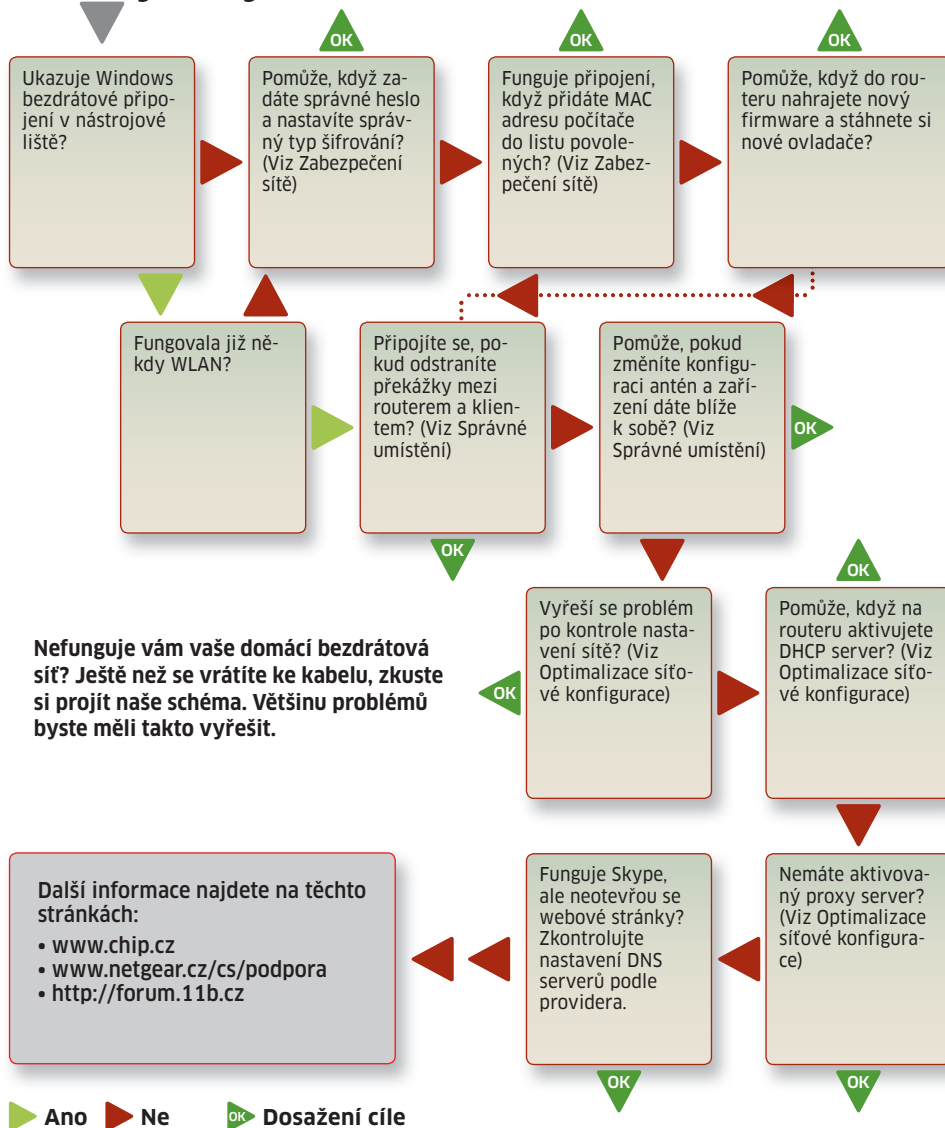 OK
OK
OK
Ukazuje Windows
bezdrátové připo-
jení v nástrojové
liště?
Pomůže, když za-
dáte správné heslo
a nastavíte správ-
ný typ šifrování?
(Viz Zabezpečení
sítě)
Funguje připojení,
když přidáte MAC
adresu počítače
do listu povole-
ných? (Viz Zabez-
pečení sítě)
Pomůže, když do rou-
teru nahrajete nový
firmware a stáhnete si
nové ovladače?
Fungovala již ně-
kdy WLAN?
Připojíte se, po-
kud odstraníte
překážky mezi
routerem a klien-
tem? (Viz Správné
umístění)
Pomůže, pokud
změníte konfigu-
raci antén a zaří-
zení dáte blíže
k sobě? (Viz
Správné umístění)
OK
OK
OK
Nefunguje vám vaše domácí bezdrátová
síť? Ještě než se vrátíte ke kabelu, zkuste
si projít naše schéma. Většinu problémů
byste měli takto vyřešit.
OK
Vyřeší se problém
po kontrole nasta-
vení sítě? (Viz
Optimalizace síťo-
vé konfigurace)
Pomůže, když na
routeru aktivujete
DHCP server? (Viz
Optimalizace síťo-
vé konfigurace)
Další informace najdete na těchto
stránkách:
• www.chip.cz
• www.netgear.cz/cs/podpora
• http://forum.11b.cz
Funguje Skype,
ale neotevřou se
webové stránky?
Zkontrolujte
nastavení DNS
serverů podle
providera.
Nemáte aktivova-
ný proxy server?
(Viz Optimalizace
síťové konfigura-
ce)
OK
OK
Ano
Ne
OK Dosažení cíle